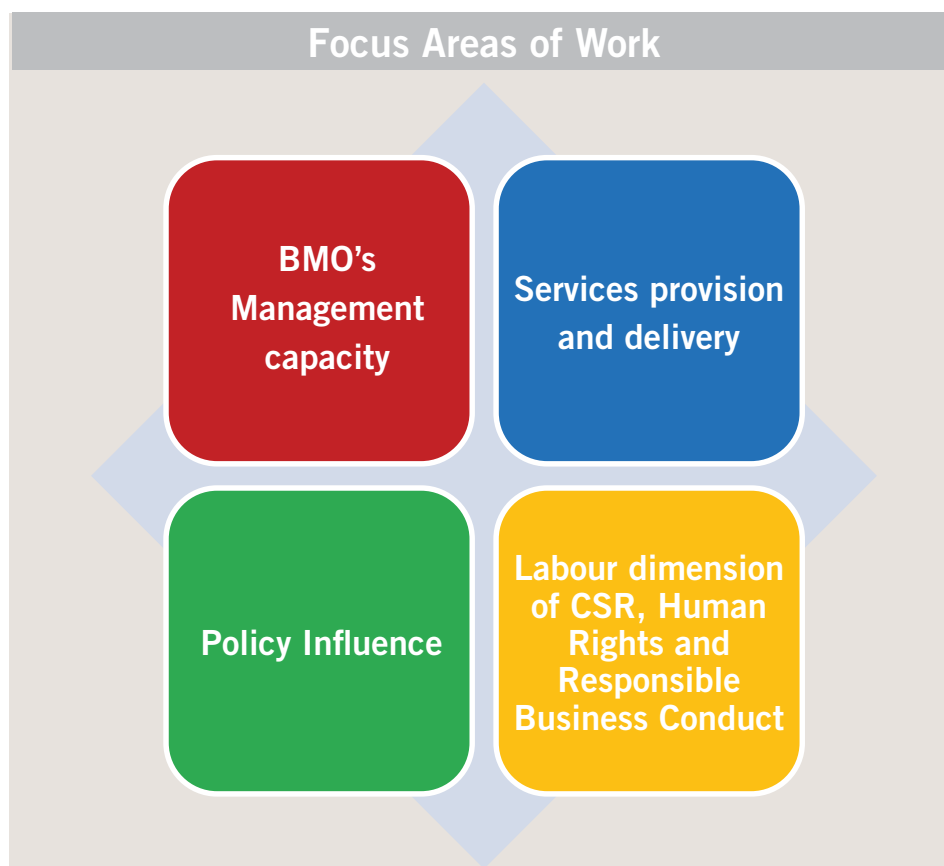 Focus Areas of Work
BMO’s
Management
capacity
Services provision
and delivery
Policy Influence
Labour dimension
of CSR, Human
Rights and
Responsible
Business Conduct